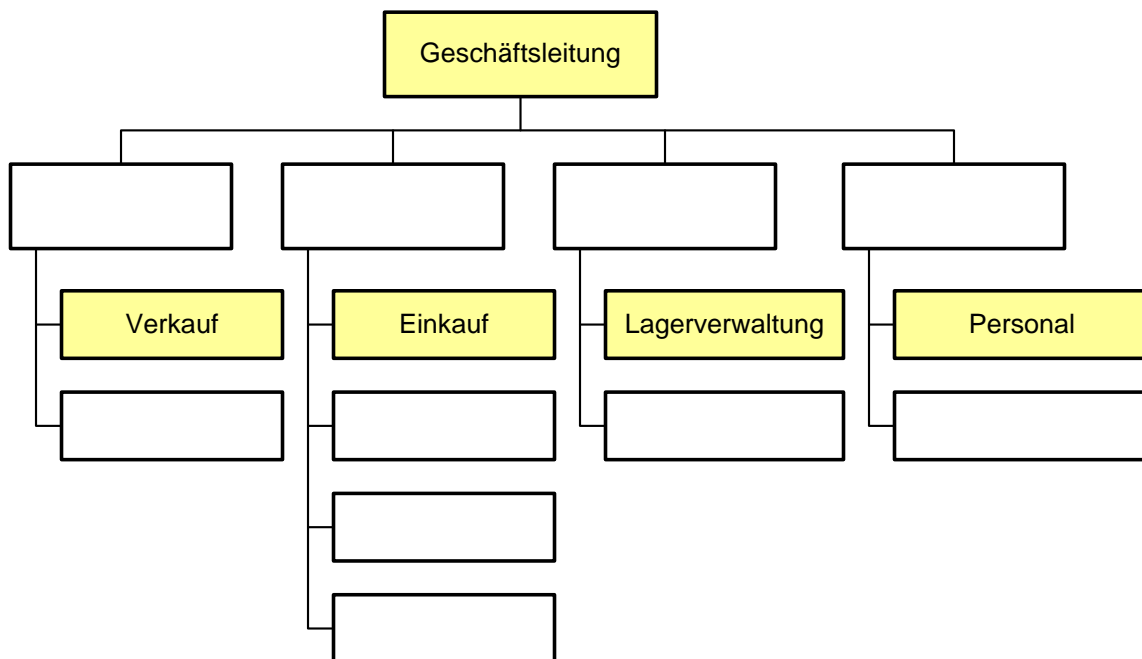 Geschäftsleitung
Verkauf
Einkauf
Lagerverwaltung
Personal